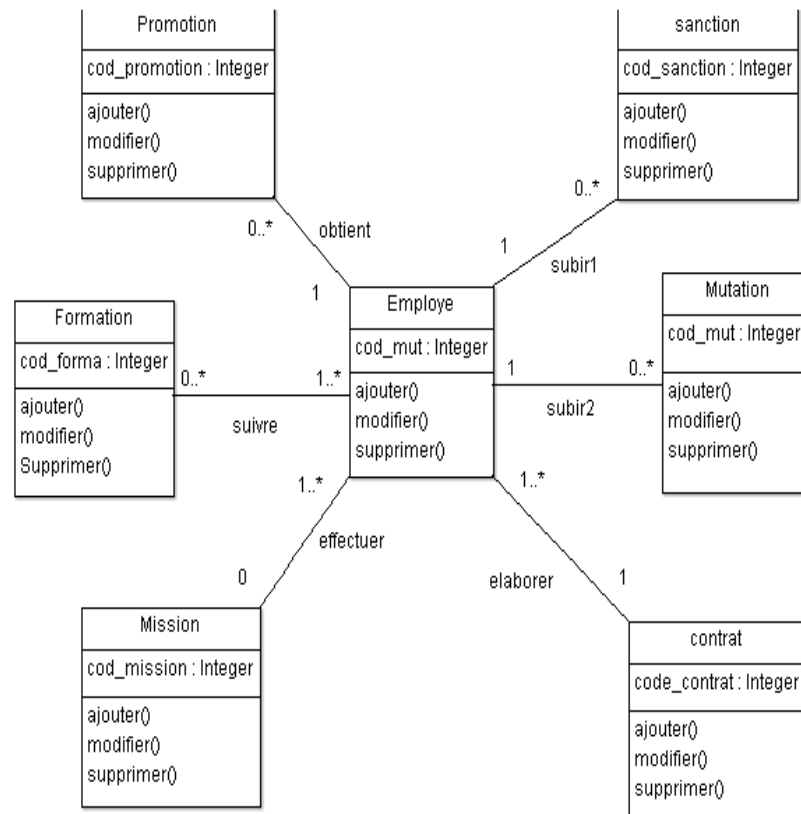 Promotion
cod_promotion : Integer
ajouter()
modifier()
supprimer()
sanction
cod_sanction : Integer
ajouter()
modifier()
supprimer()
0..*
obtient
1
0..*
1
subir1
Formation
cod_forma : Integer
ajouter()
modifier()
Supprimer()
0..*
1..*
suivre
Employe
cod_mut : Integer
ajouter()
modifier()
supprimer()
1
0..*
subir2
Mutation
cod_mut : Integer
ajouter()
modifier()
supprimer()
1..*
effectuer
0
1..*
elaborer
1
Mission
cod_mission : Integer
ajouter()
modifier()
supprimer()
contrat
code_contrat : Integer
ajouter()
modifier()
supprimer()